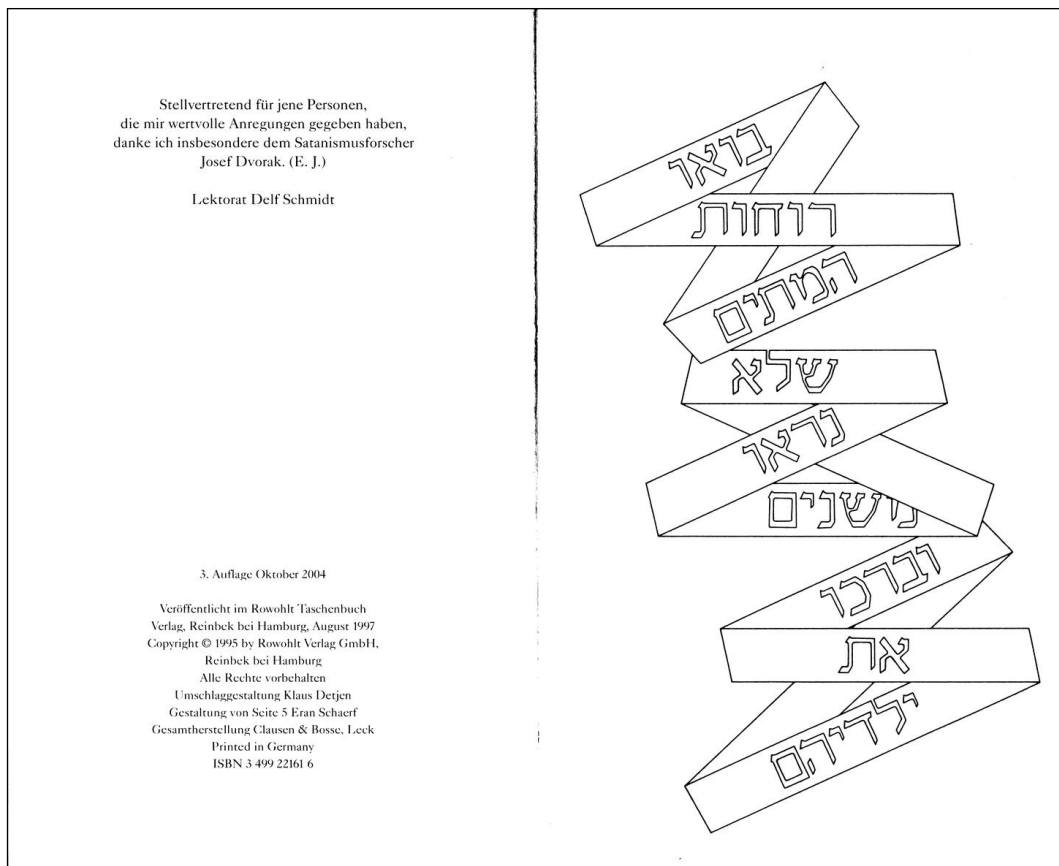 Stellvertretend für jene Personen,
die mir wertvolle Anregungen gegeben haben,
danke ich insbesondere dem Satanismusforscher
Josef Dvorak. (E. J.)
Lektorat Delf Schmidt
3. Auflage Oktober 2004
Veröffentlicht im Rowohlt Taschenbuch
Verlag, Reinbek bei Hamburg, August 1997
Copyright © 1995 by Rowohlt Verlag GmbH,
Reinbek bei Hamburg
Alle Rechte vorbehalten
Umschlaggestaltung Klaus Detjen
Gestaltung von Seite 5 Eran Schaerf
Gesamtherstellung Clausen & Bosse, Leck
Printed in Germany
ISBN 3 499 22161 6
בואו
רוחות
המתים
שלא
נראו
משנים
וברכו
את
ילדיהם